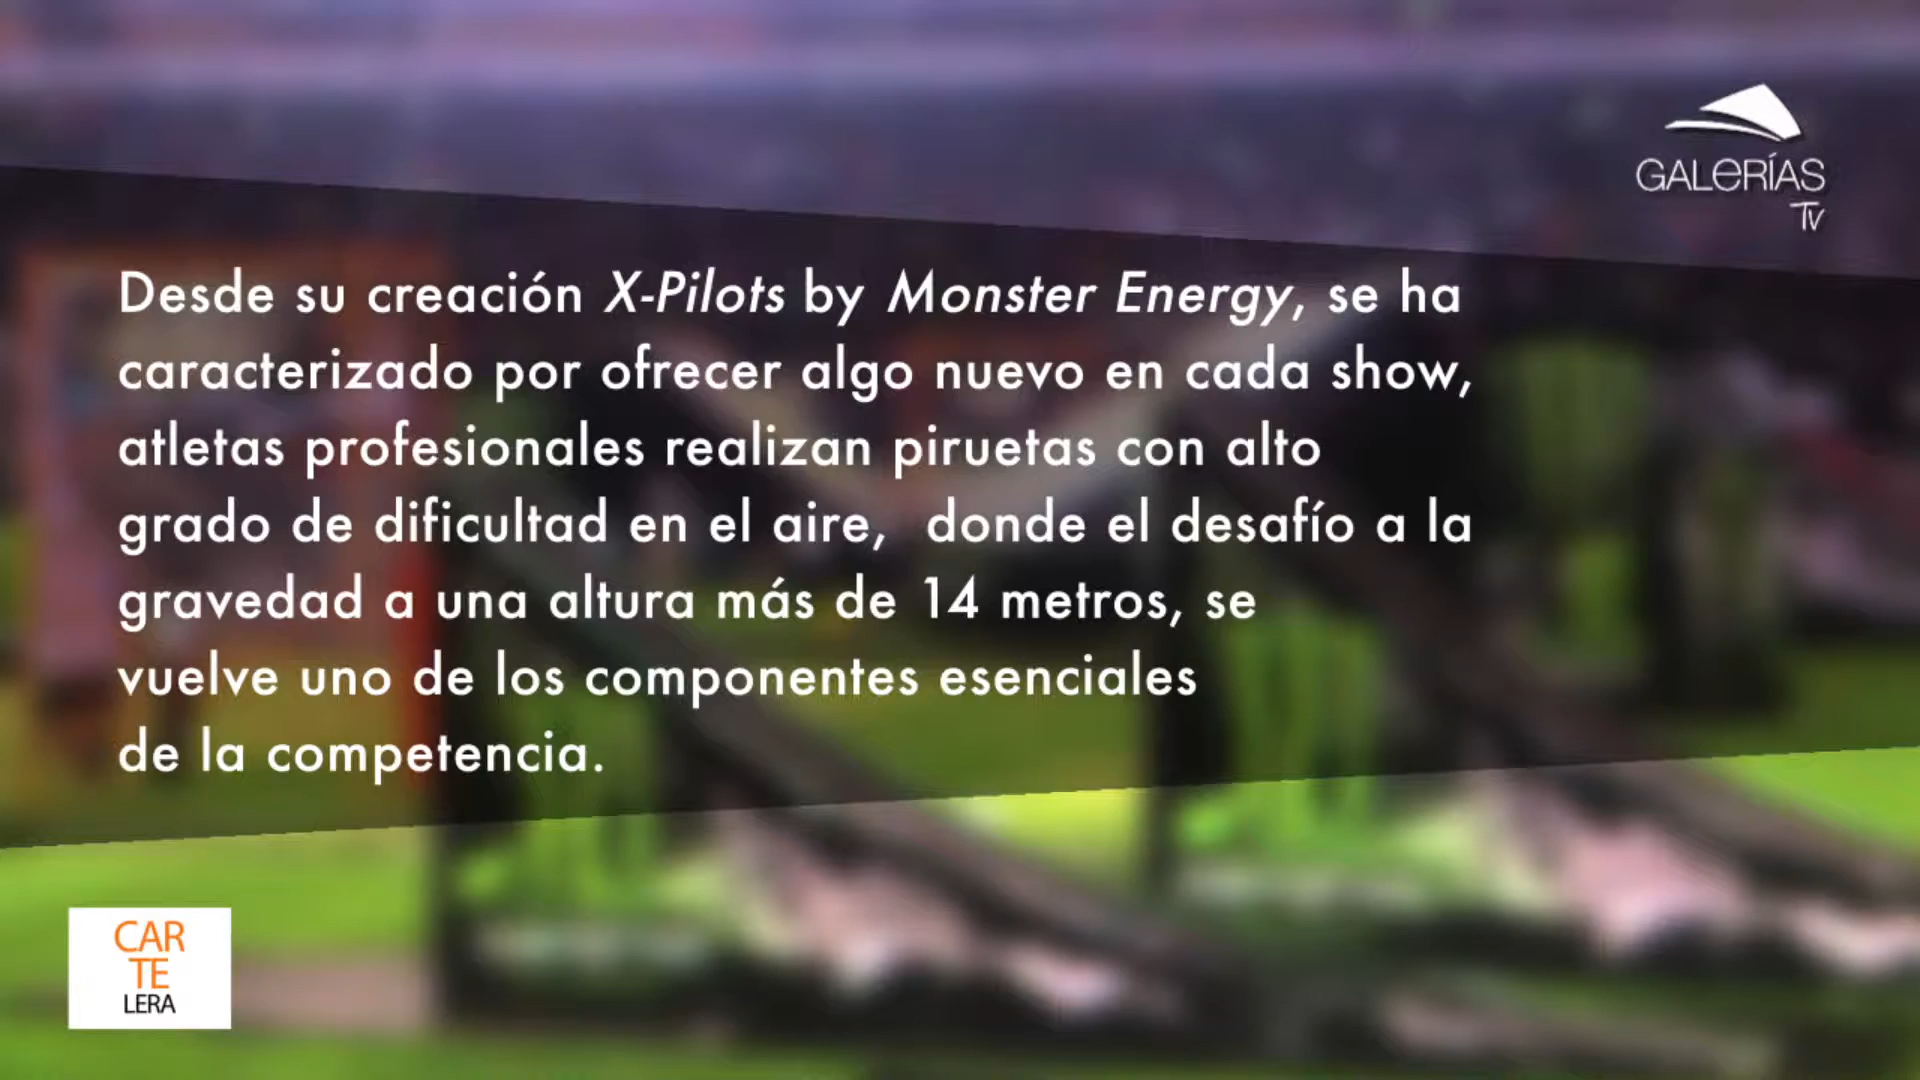 GALERÍAS
TV
Desde su creación X-Pilots by Monster Energy, se ha
caracterizado por ofrecer algo nuevo en cada show,
atletas profesionales realizan piruetas con alto
grado de dificultad en el aire,  donde el desafío a la
gravedad a una altura más de 14 metros, se
vuelve uno de los componentes esenciales
de la competencia.
CAR
TE
LERA